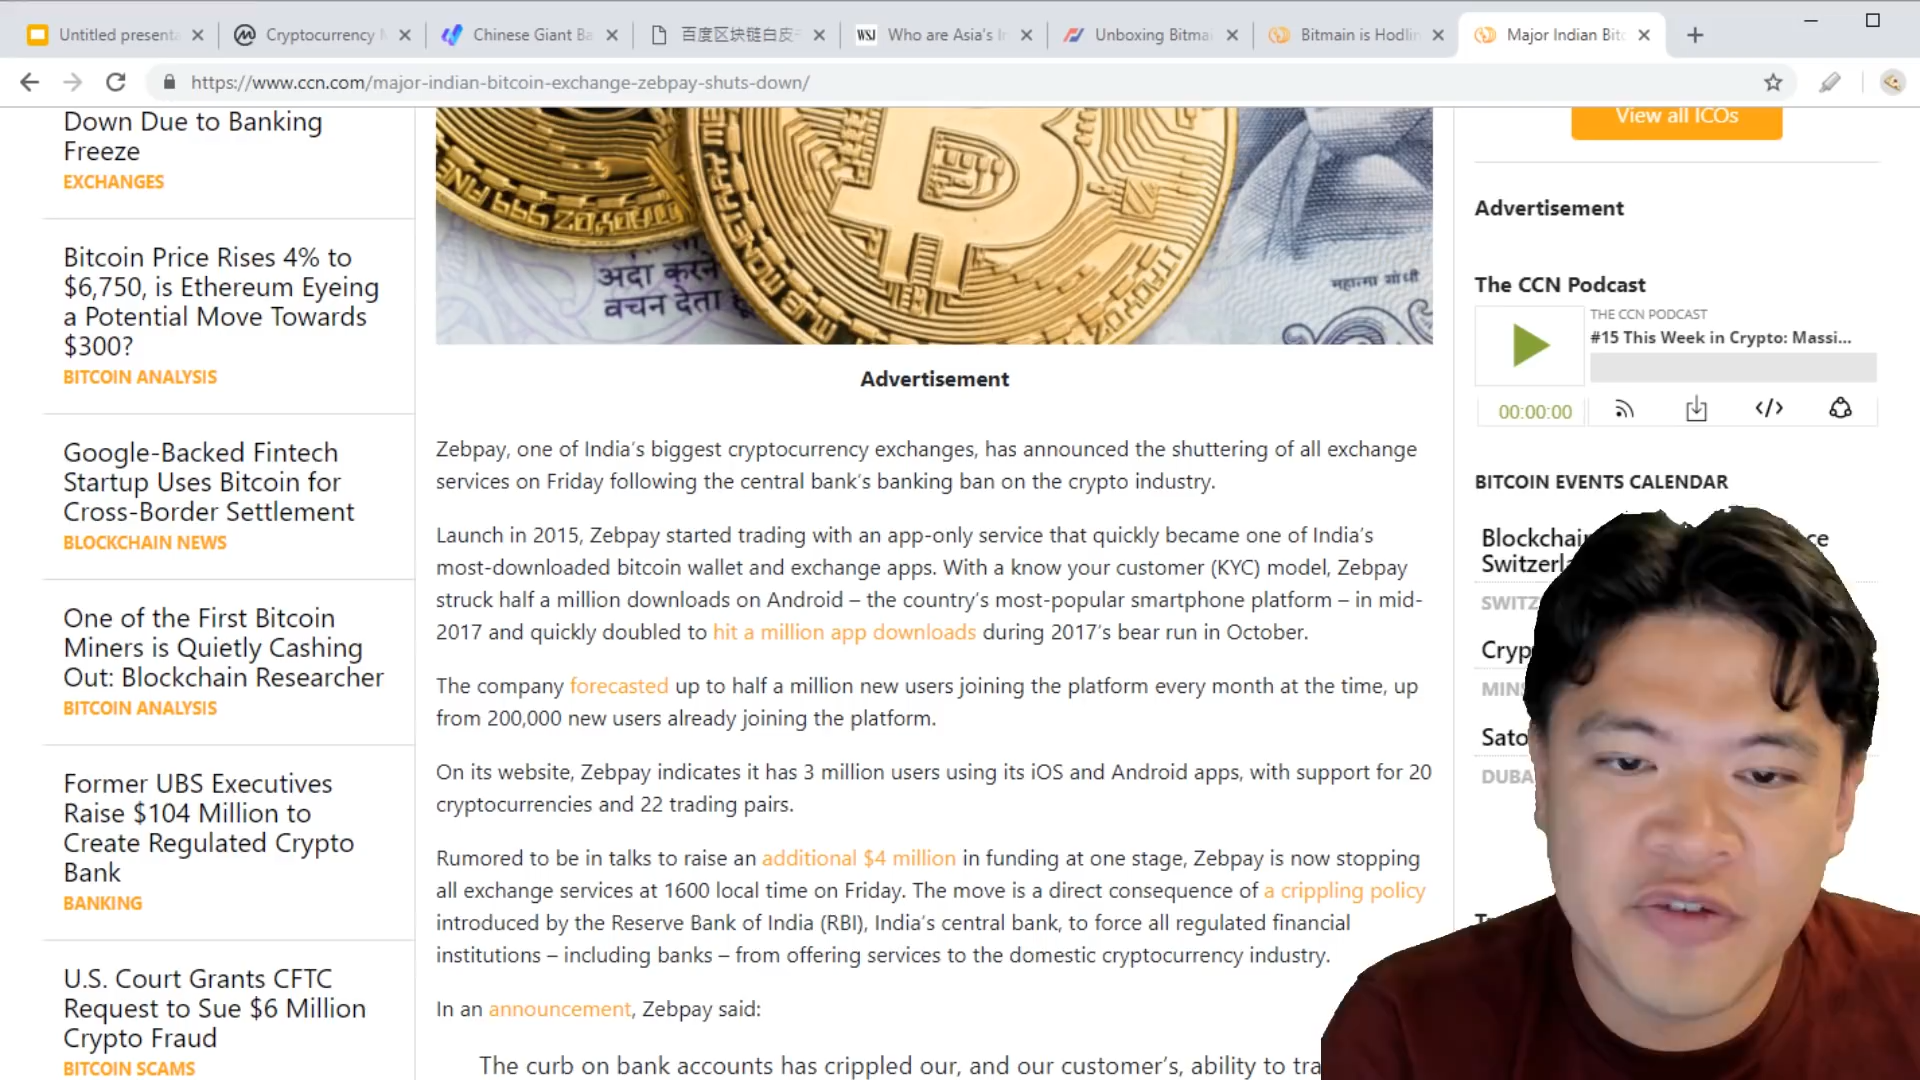 Untitled present
Cryptocurrency
Chinese Giant Ba
百度区块链白皮
WSJ
Who are Asia's
Unboxing Bitmai
Bitmain is Hodlin
Major Indian Bitc
https://www.ccn.com/major-indian-bitcoin-exchange-zebpay-shuts-down/
Down Due to Banking
Freeze
EXCHANGES
Bitcoin Price Rises 4% to
$6,750, is Ethereum Eyeing
a Potential Move Towards
$300?
BITCOIN ANALYSIS
Google-Backed Fintech
Startup Uses Bitcoin for
Cross-Border Settlement
BLOCKCHAIN NEWS
One of the First Bitcoin
Miners is Quietly Cashing
Out: Blockchain Researcher
BITCOIN ANALYSIS
Former UBS Executives
Raise $104 Million to
Create Regulated Crypto
Bank
BANKING
U.S. Court Grants CFTC
Request to Sue $6 Million
Crypto Fraud
BITCOIN SCAMS
अदा करने
वचन देता हूँ
महात्मा गांधी
Advertisement
Zebpay, one of India’s biggest cryptocurrency exchanges, has announced the shuttering of all exchange
services on Friday following the central bank’s banking ban on the crypto industry.
Launch in 2015, Zebpay started trading with an app-only service that quickly became one of India’s
most-downloaded bitcoin wallet and exchange apps. With a know your customer (KYC) model, Zebpay
struck half a million downloads on Android – the country’s most-popular smartphone platform – in mid-
2017 and quickly doubled to hit a million app downloads during 2017’s bear run in October.
The company forecasted up to half a million new users joining the platform every month at the time, up
from 200,000 new users already joining the platform.
On its website, Zebpay indicates it has 3 million users using its iOS and Android apps, with support for 20
cryptocurrencies and 22 trading pairs.
Rumored to be in talks to raise an additional $4 million in funding at one stage, Zebpay is now stopping
all exchange services at 1600 local time on Friday. The move is a direct consequence of a crippling policy
introduced by the Reserve Bank of India (RBI), India’s central bank, to force all regulated financial
institutions – including banks – from offering services to the domestic cryptocurrency industry.
In an announcement, Zebpay said:
The curb on bank accounts has crippled our, and our customer’s, ability to tra
View all ICOs
Advertisement
The CCN Podcast
THE CCN PODCAST
#15 This Week in Crypto: Massi...
00:00:00
BITCOIN EVENTS CALENDAR
Blockchai ce
Switzerla
SWITZ
Cryp
MINS
Sato
DUBA